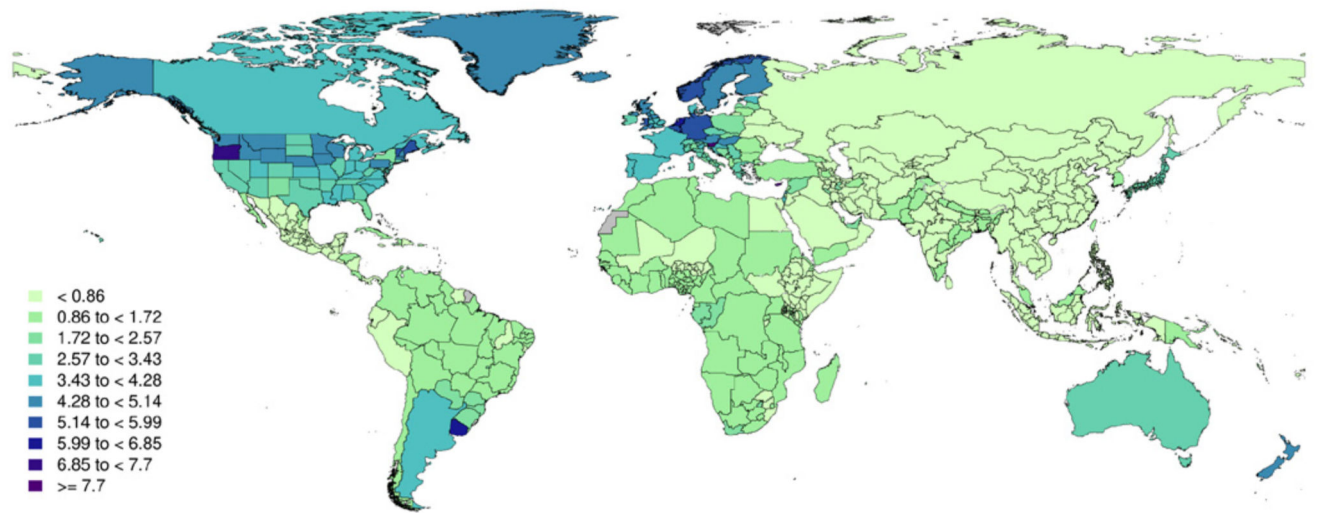 < 0.86
0.86 to < 1.72
1.72 to < 2.57
2.57 to < 3.43
3.43 to < 4.28
4.28 to < 5.14
5.14 to < 5.99
5.99 to < 6.85
6.85 to < 7.7
>= 7.7